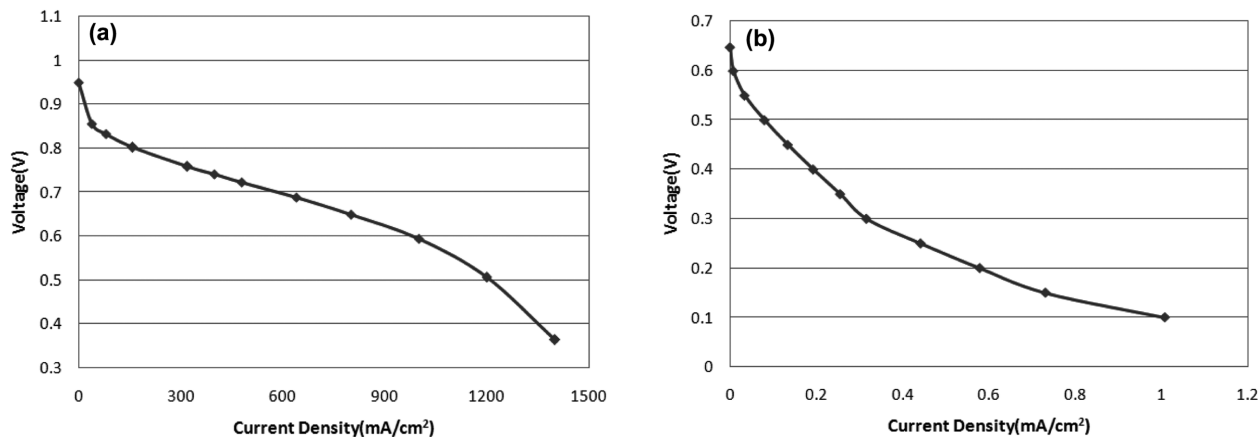 (a)
1.1
1
0.9
0.8
0.7
0.6
0.5
0.4
0.3
Voltage(V)
0 300 600 900 1200 1500
Current Density(mA/cm²)
(b)
0.7
0.6
0.5
0.4
0.3
0.2
0.1
0
Voltage(V)
0 0.2 0.4 0.6 0.8 1 1.2
Current Density(mA/cm²)